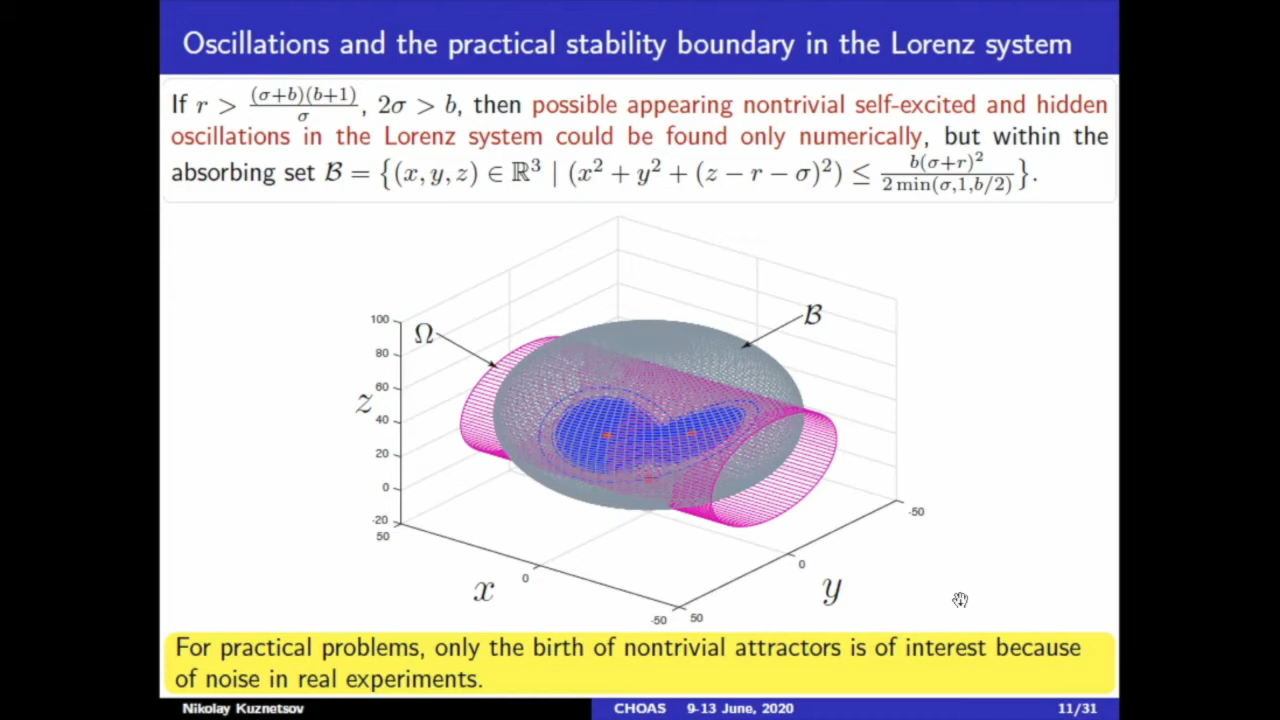 Oscillations and the practical stability boundary in the Lorenz system
If r > (σ+b)(b+1)/σ, 2σ > b, then possible appearing nontrivial self-excited and hidden
oscillations in the Lorenz system could be found only numerically, but within the
absorbing set ℬ = {(x, y, z) ∈ ℝ³ | (x² + y² + (z − r − σ)²) ≤ b(σ+r)²/2 min(σ,1,b/2)}.
Ω
ℬ
100
80
60
40
20
0
-20
z
50
0
-50
x
50
0
-50
y
For practical problems, only the birth of nontrivial attractors is of interest because
of noise in real experiments.
Nikolay Kuznetsov CHOAS 9-13 June, 2020 11/31